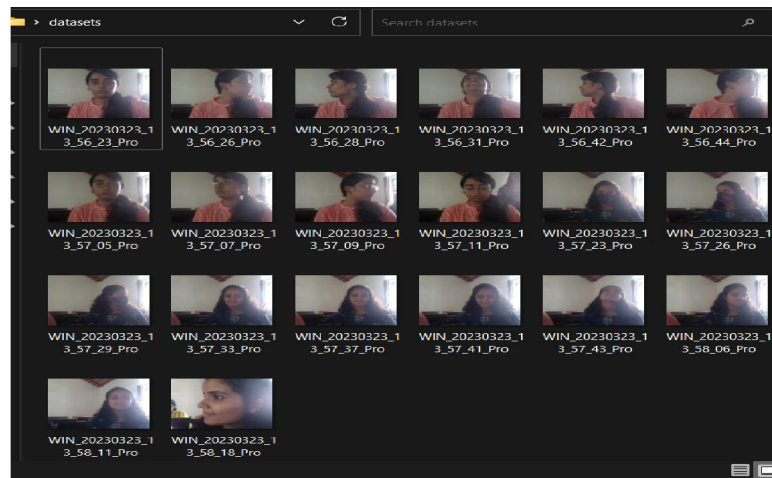 > datasets
Search datasets
WIN_20230323_1 WIN_20230323_1 WIN_20230323_1 WIN_20230323_1 WIN_20230323_1 WIN_20230323_1
3_56_23_Pro 3_56_26_Pro 3_56_28_Pro 3_56_31_Pro 3_56_42_Pro 3_56_44_Pro
WIN_20230323_1 WIN_20230323_1 WIN_20230323_1 WIN_20230323_1 WIN_20230323_1 WIN_20230323_1
3_57_05_Pro 3_57_07_Pro 3_57_09_Pro 3_57_11_Pro 3_57_23_Pro 3_57_26_Pro
WIN_20230323_1 WIN_20230323_1 WIN_20230323_1 WIN_20230323_1 WIN_20230323_1 WIN_20230323_1
3_57_29_Pro 3_57_33_Pro 3_57_37_Pro 3_57_41_Pro 3_57_43_Pro 3_58_06_Pro
WIN_20230323_1 WIN_20230323_1
3_58_11_Pro 3_58_18_Pro